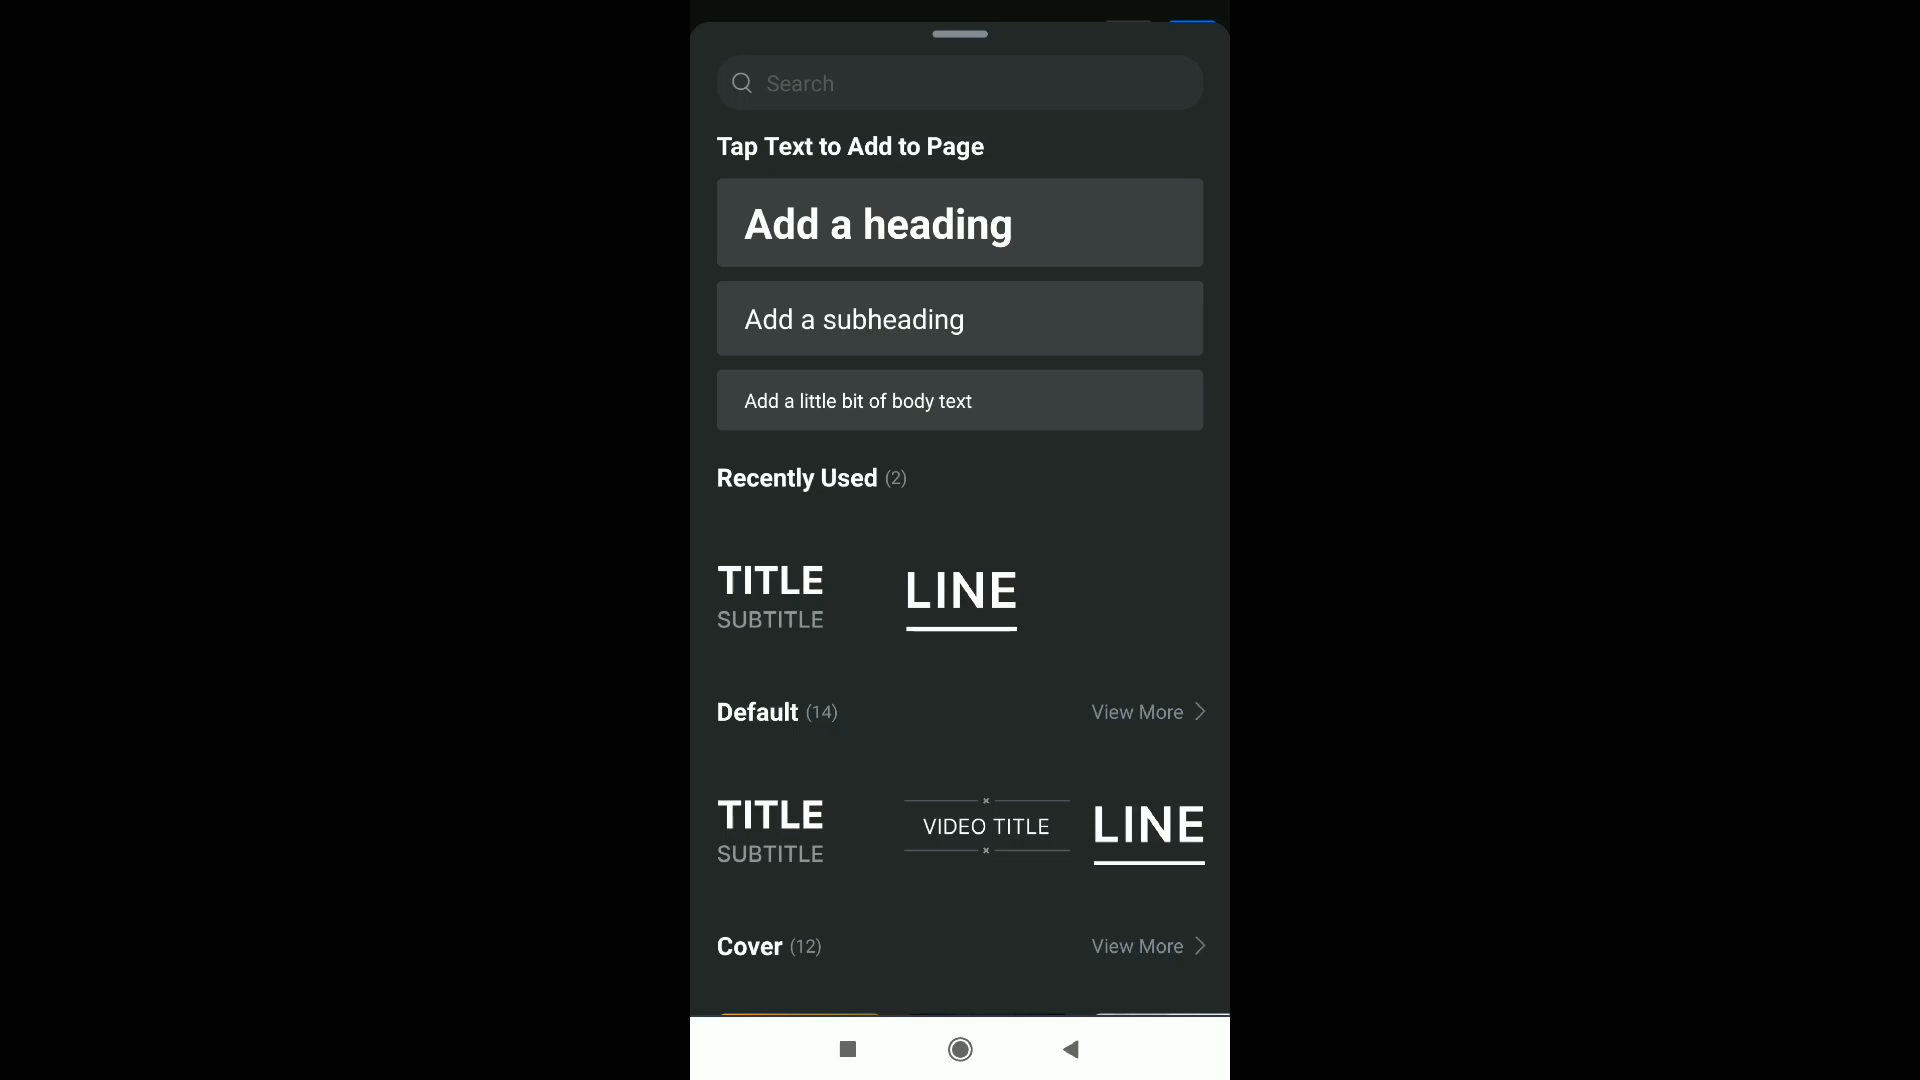 Search
Tap Text to Add to Page
Add a heading
Add a subheading
Add a little bit of body text
Recently Used (2)
TITLE
SUBTITLE
LINE
Default (14)
View More
TITLE
SUBTITLE
VIDEO TITLE
LINE
Cover (12)
View More